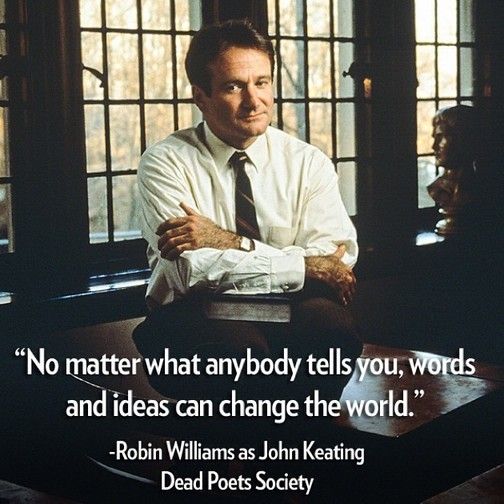 “No matter what anybody tells you, words
and ideas can change the world.”
-Robin Williams as John Keating
Dead Poets Society